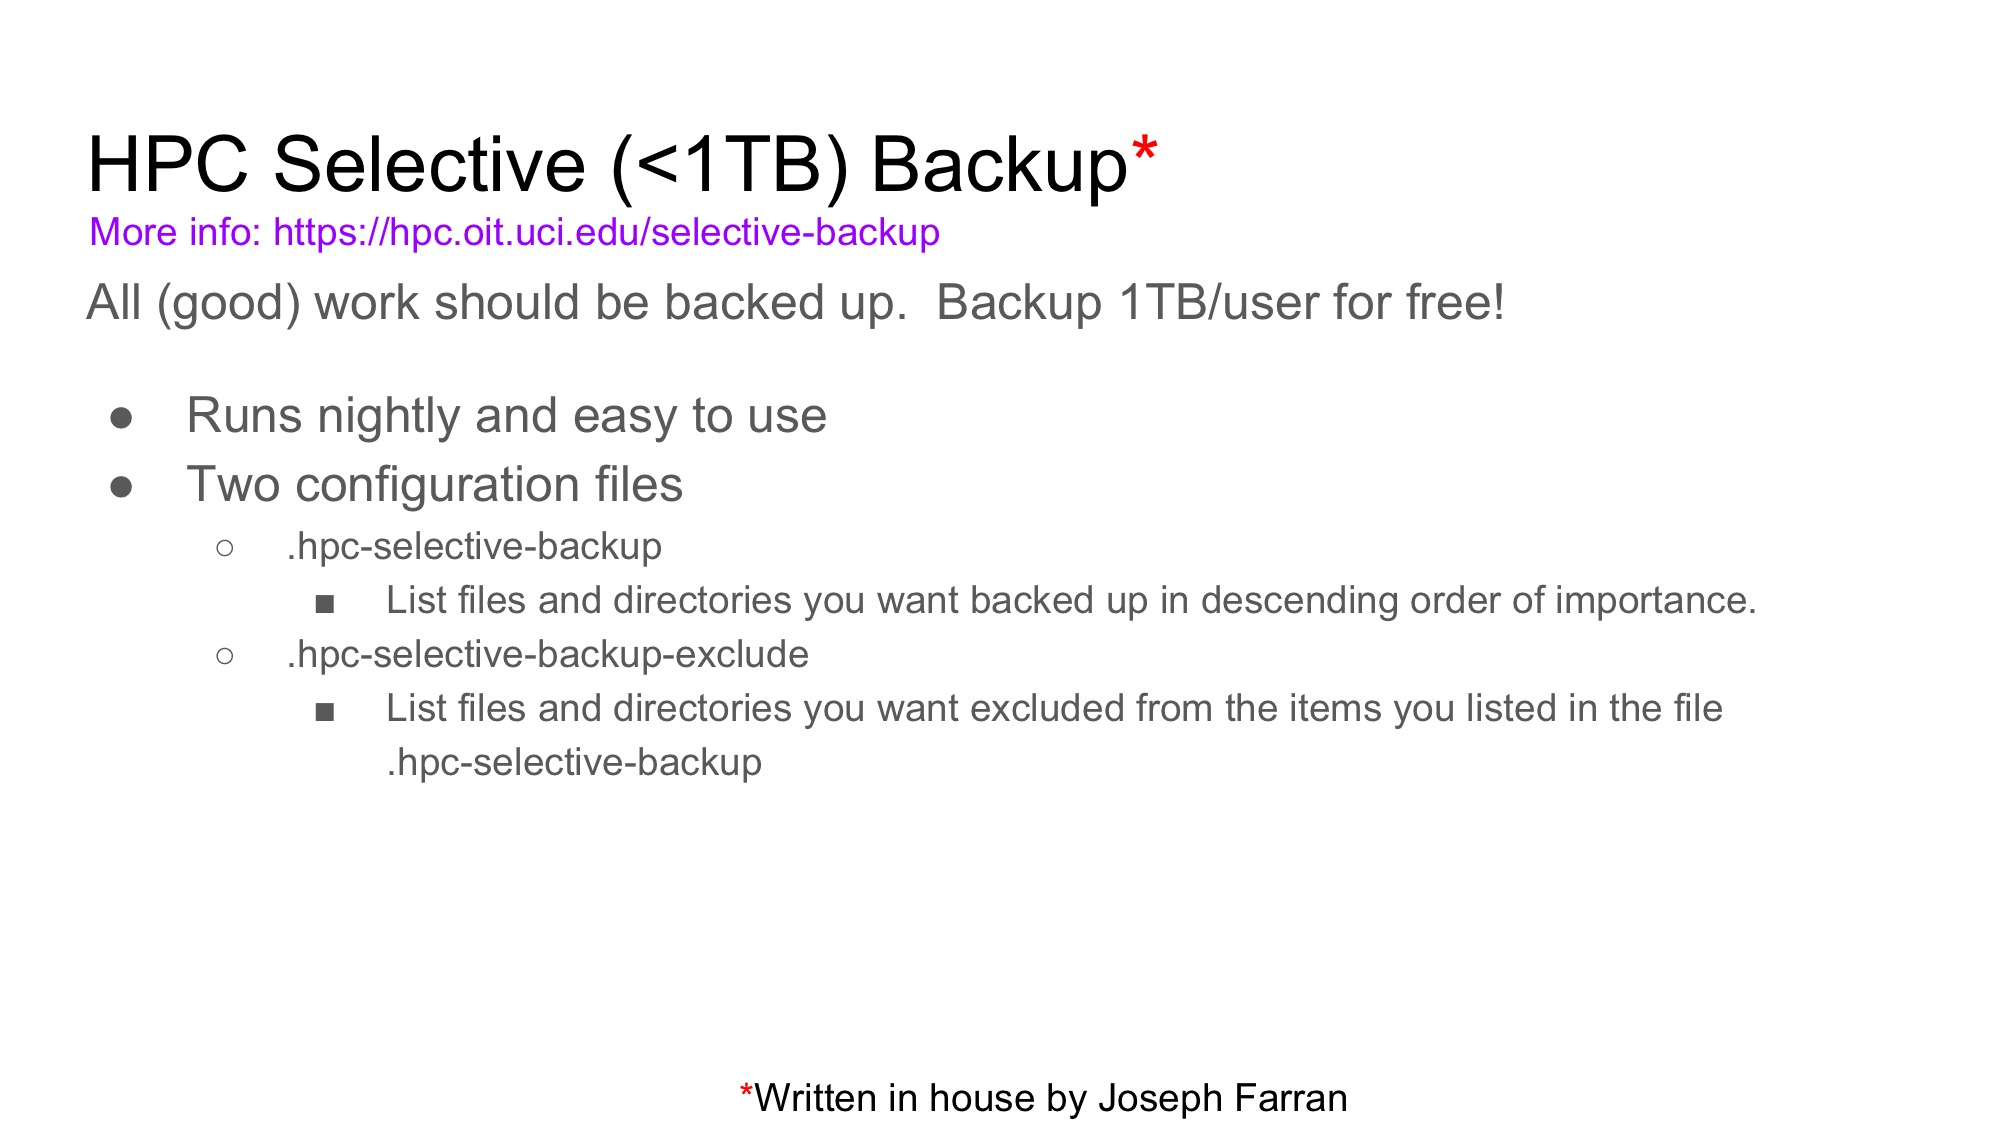 HPC Selective (<1TB) Backup*
More info: https://hpc.oit.uci.edu/selective-backup
All (good) work should be backed up.  Backup 1TB/user for free!
● Runs nightly and easy to use
● Two configuration files
○ .hpc-selective-backup
■ List files and directories you want backed up in descending order of importance.
○ .hpc-selective-backup-exclude
■ List files and directories you want excluded from the items you listed in the file
.hpc-selective-backup
*Written in house by Joseph Farran